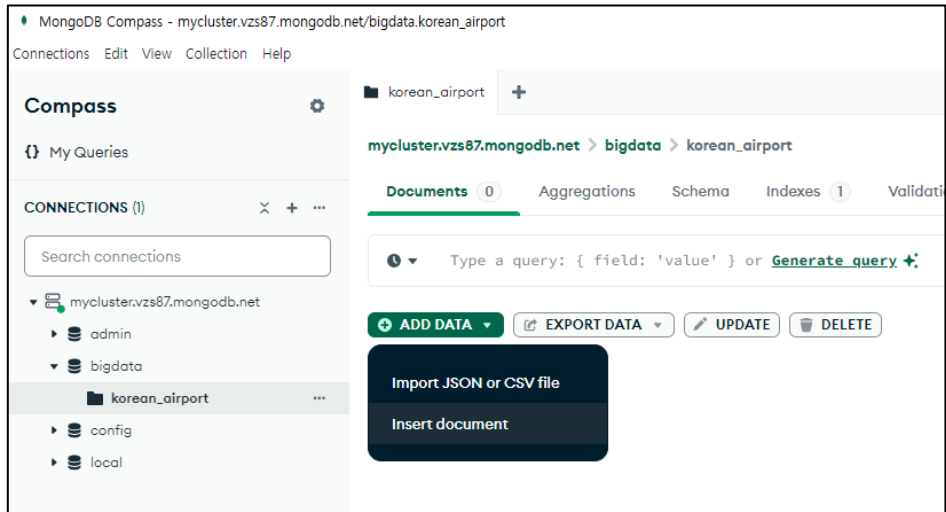 MongoDB Compass - mycluster.vzs87.mongodb.net/bigdata.korean_airport
Connections Edit View Collection Help
Compass
{} My Queries
CONNECTIONS (1)
Search connections
mycluster.vzs87.mongodb.net
admin
bigdata
korean_airport
config
local
korean_airport
mycluster.vzs87.mongodb.net > bigdata > korean_airport
Documents 0 Aggregations Schema Indexes 1 Validati
Type a query: { field: 'value' } or Generate query
ADD DATA EXPORT DATA UPDATE DELETE
Import JSON or CSV file
Insert document